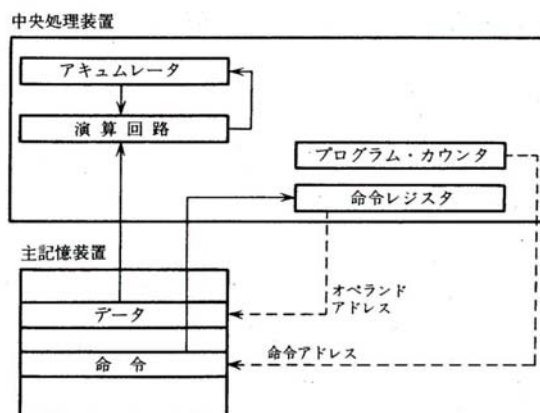 中央処理装置
アキュムレータ
演算回路
プログラム・カウンタ
命令レジスタ
主記憶装置
オペランド
アドレス
データ
命令アドレス
命令